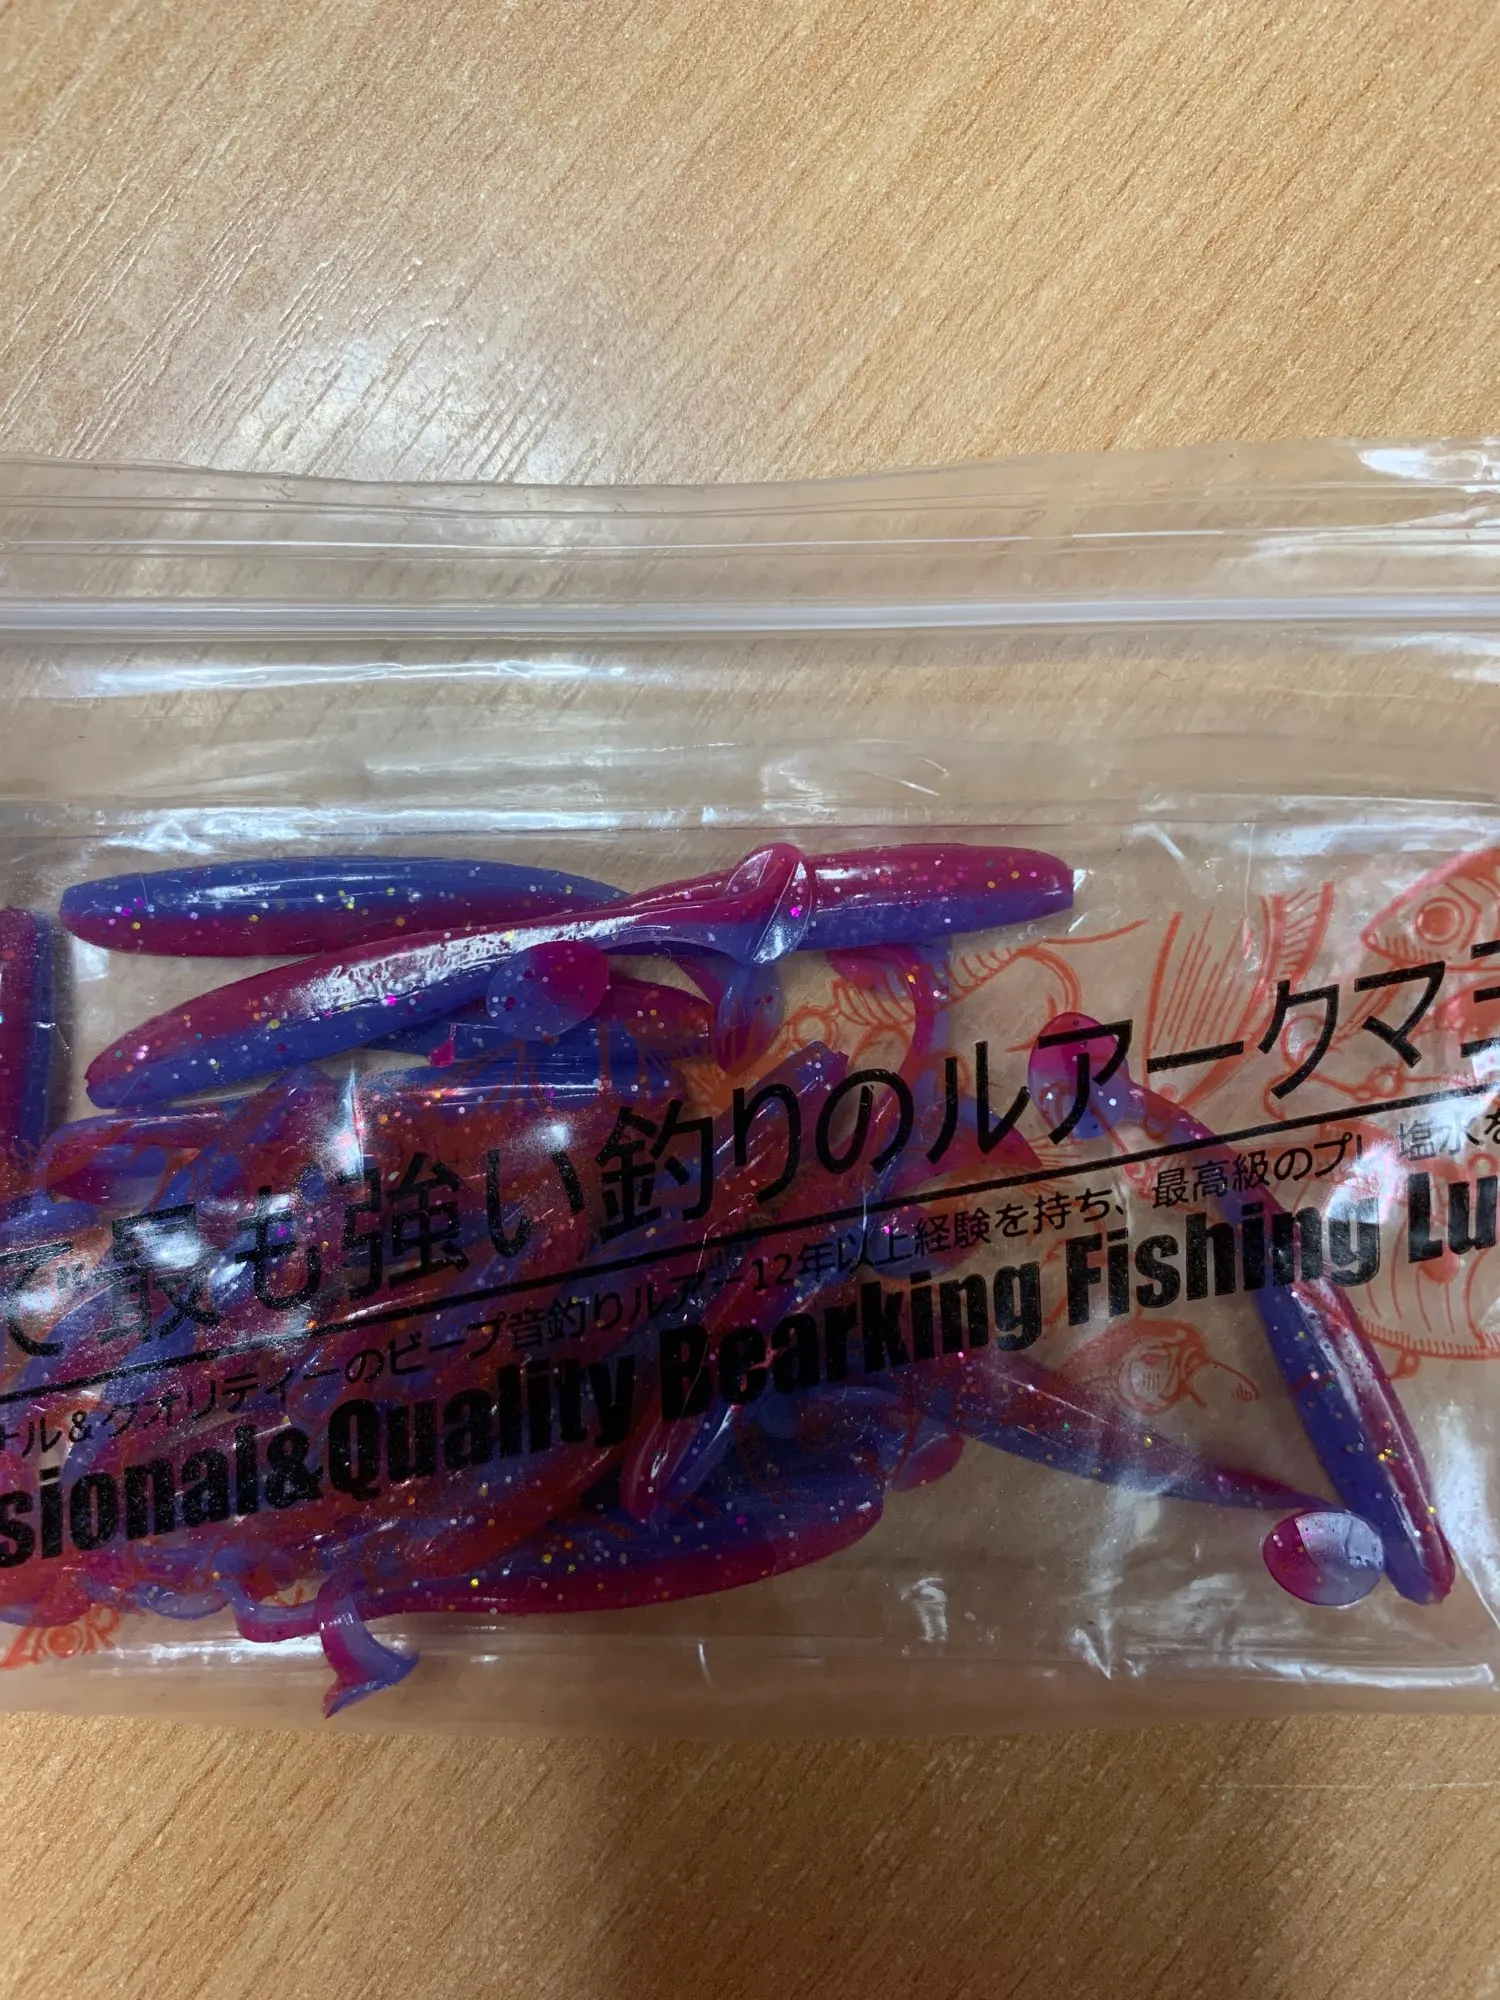 で最も強い釣りのルアークマ
トル&クオリティーのビープ音釣りルアー12年以上経験を持ち、最高級のプ 塩水を
sional&Quality Bearking Fishing Lu